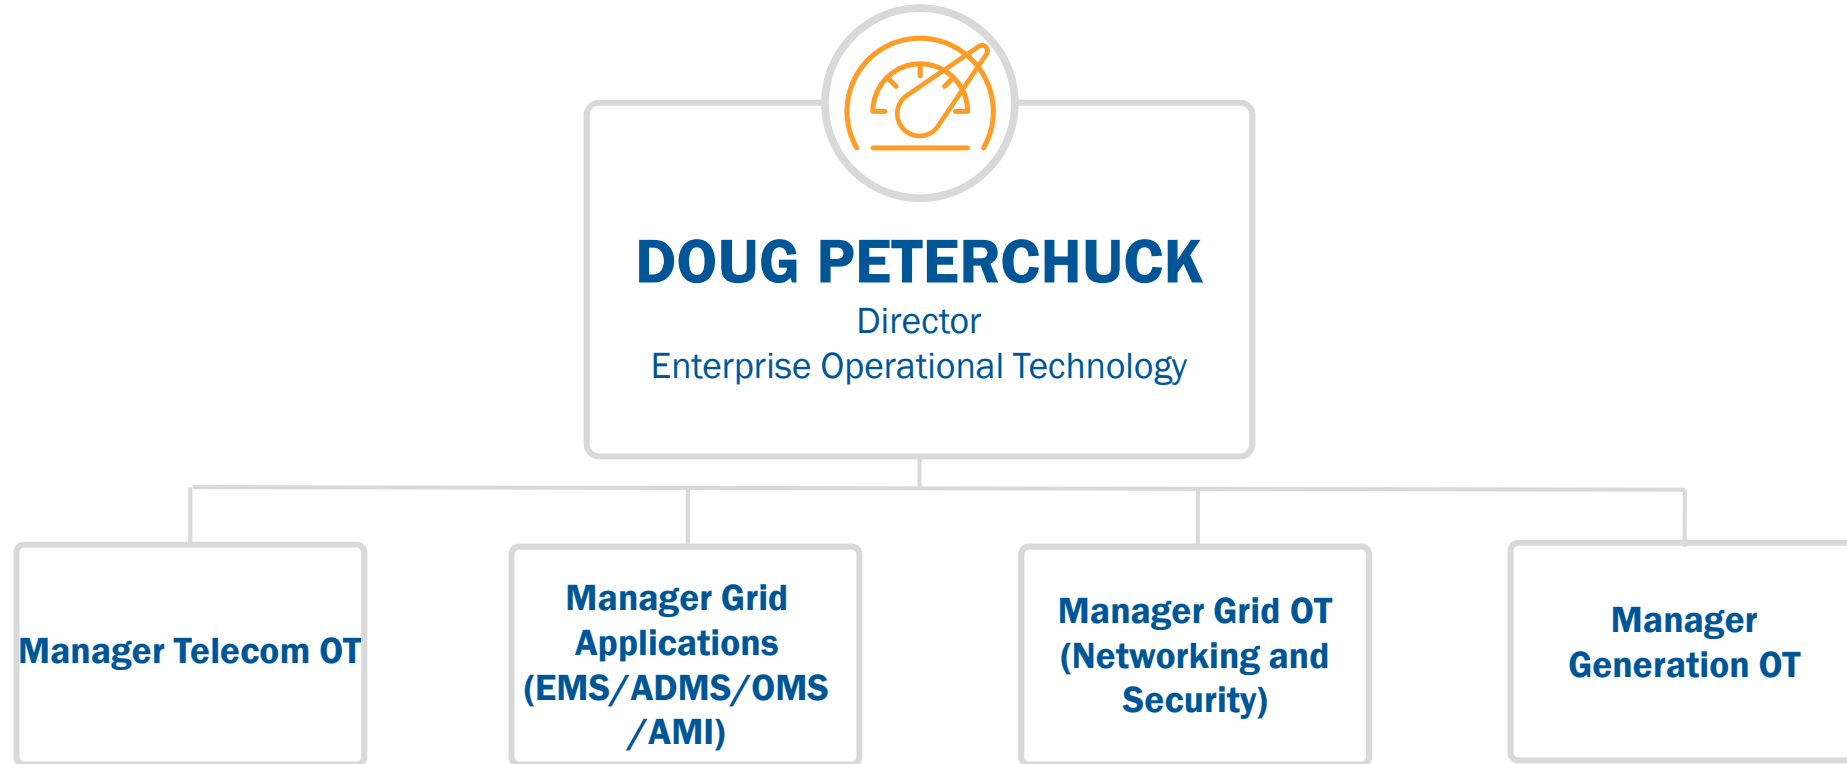 DOUG PETERCHUCK
Director
Enterprise Operational Technology
Manager Telecom OT
Manager Grid
Applications
(EMS/ADMS/OMS
/AMI)
Manager Grid OT
(Networking and
Security)
Manager
Generation OT